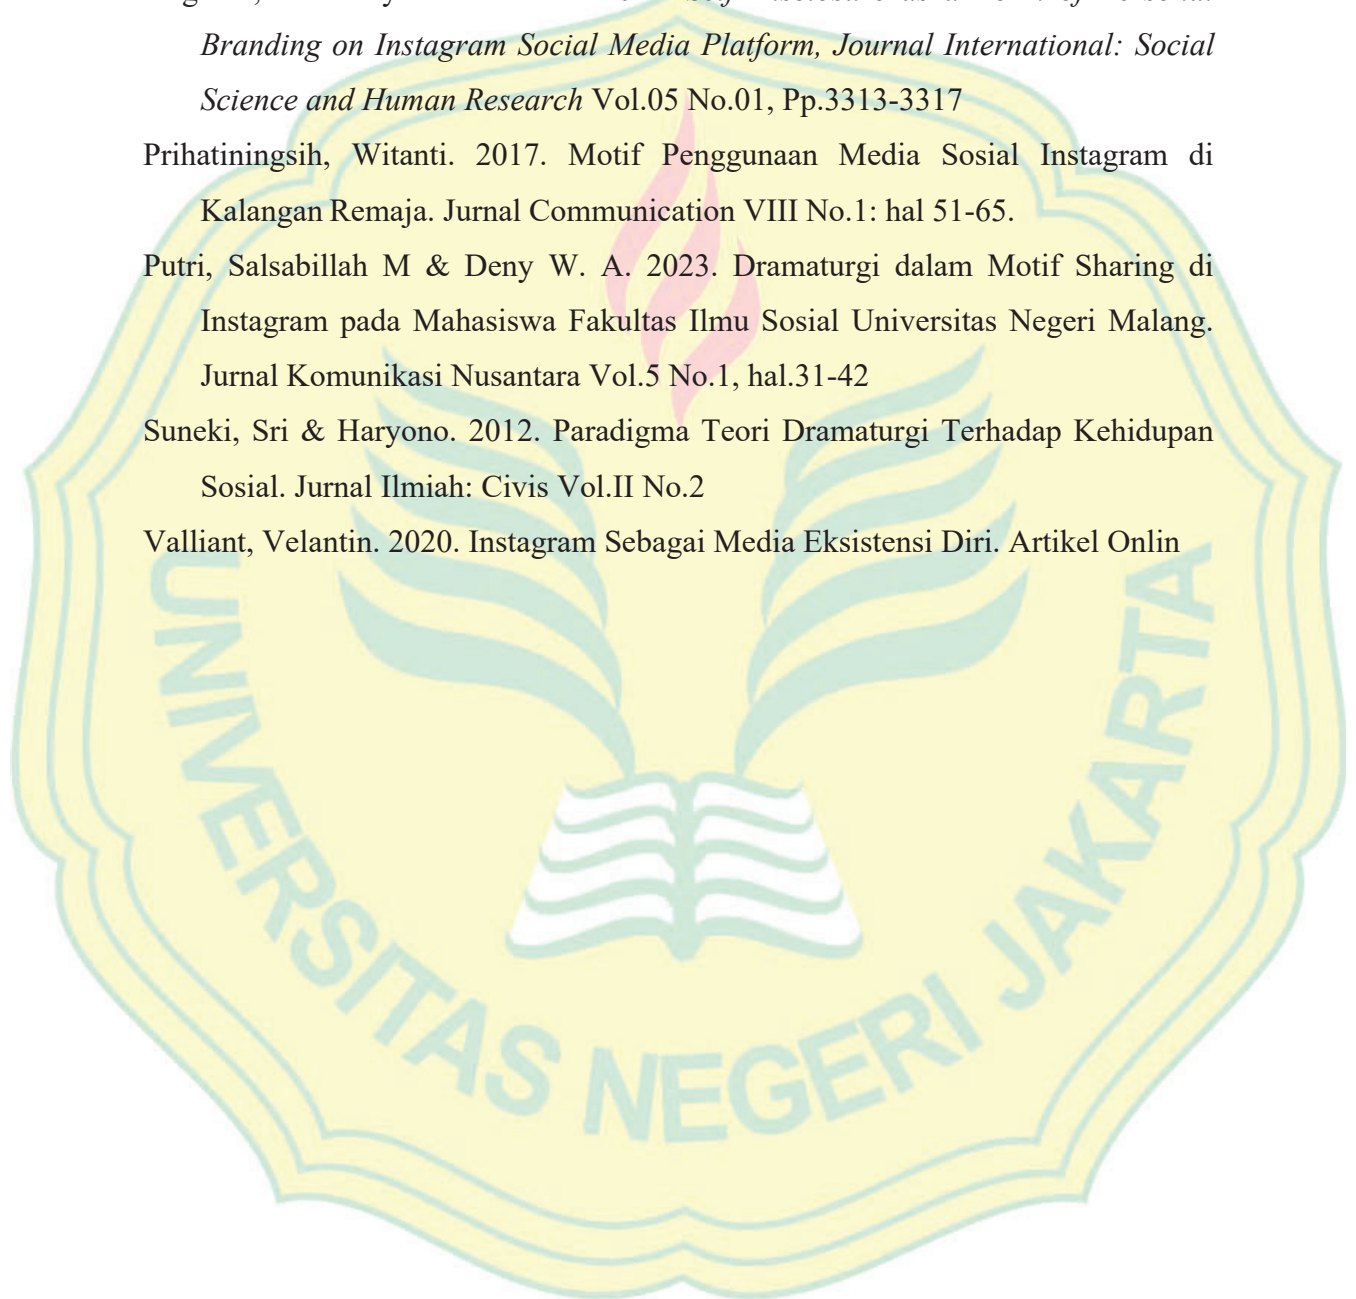 Branding on Instagram Social Media Platform, Journal International: Social
Science and Human Research Vol.05 No.01, Pp.3313-3317
Prihatiningsih, Witanti. 2017. Motif Penggunaan Media Sosial Instagram di
Kalangan Remaja. Jurnal Communication VIII No.1: hal 51-65.
Putri, Salsabillah M & Deny W. A. 2023. Dramaturgi dalam Motif Sharing di
Instagram pada Mahasiswa Fakultas Ilmu Sosial Universitas Negeri Malang.
Jurnal Komunikasi Nusantara Vol.5 No.1, hal.31-42
Suneki, Sri & Haryono. 2012. Paradigma Teori Dramaturgi Terhadap Kehidupan
Sosial. Jurnal Ilmiah: Civis Vol.II No.2
Valliant, Velantin. 2020. Instagram Sebagai Media Eksistensi Diri. Artikel Onlin
UNIVERSITAS NEGERI JAKARTA